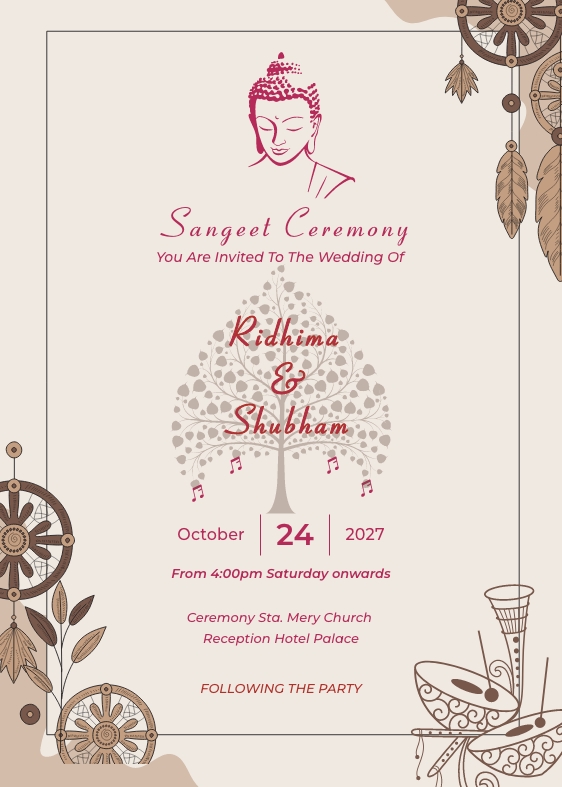 Sangeet Ceremony
You Are Invited To The Wedding Of
Ridhima
&
Shubham
October 24 2027
From 4:00pm Saturday onwards
Ceremony Sta. Mery Church
Reception Hotel Palace
FOLLOWING THE PARTY